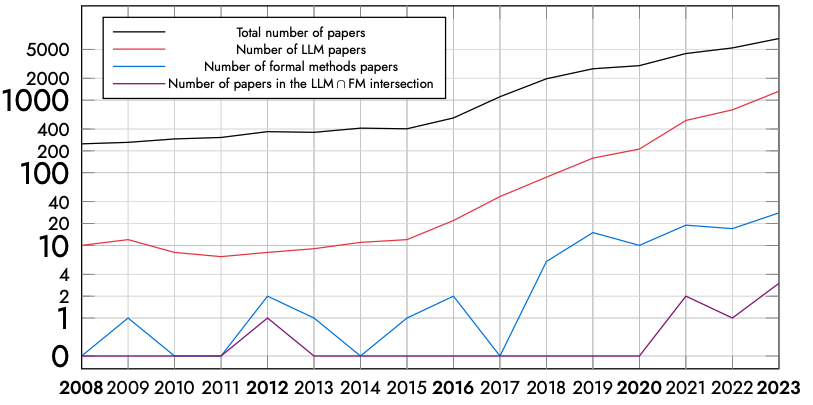 Total number of papers
Number of LLM papers
Number of formal methods papers
Number of papers in the LLM ∩ FM intersection
5000
2000
1000
400
200
100
40
20
10
4
2
1
0
2008 2009 2010 2011 2012 2013 2014 2015 2016 2017 2018 2019 2020 2021 2022 2023